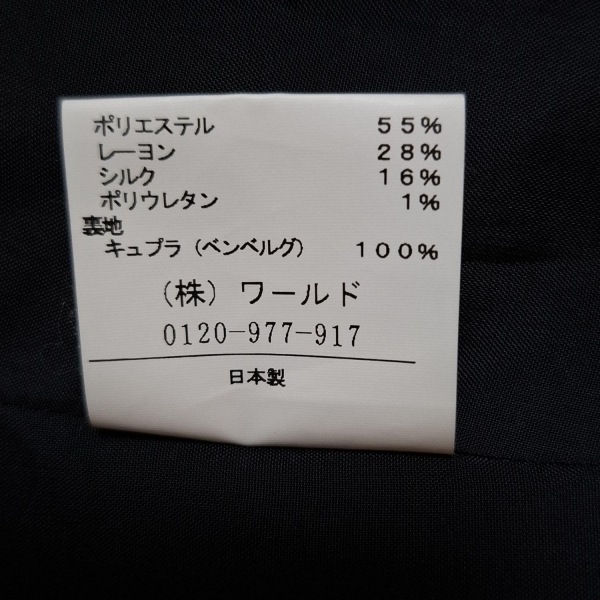 ポリエステル 55%
レーヨン 28%
シルク 16%
ポリウレタン 1%
裏地
キュプラ（ベンベルグ） 100%
（株）ワールド
0120-977-917
日本製